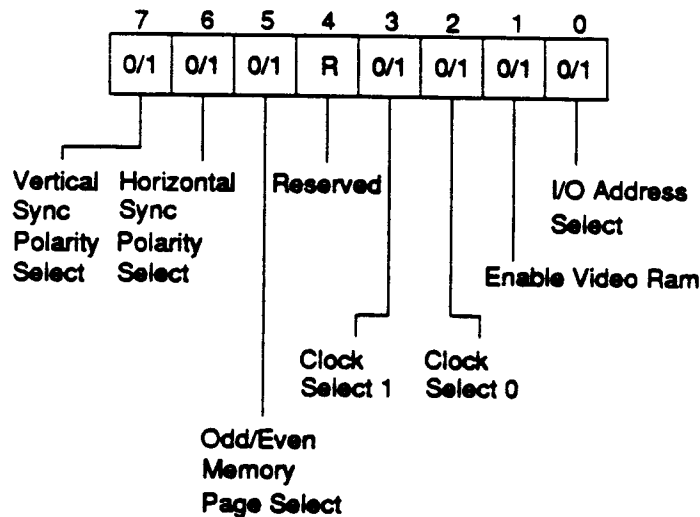 7 6 5 4 3 2 1 0
0/1 0/1 0/1 R 0/1 0/1 0/1 0/1
Vertical
Sync
Polarity
Select
Horizontal
Sync
Polarity
Select
Reserved
I/O Address
Select
Enable Video Ram
Clock
Select 1
Clock
Select 0
Odd/Even
Memory
Page Select